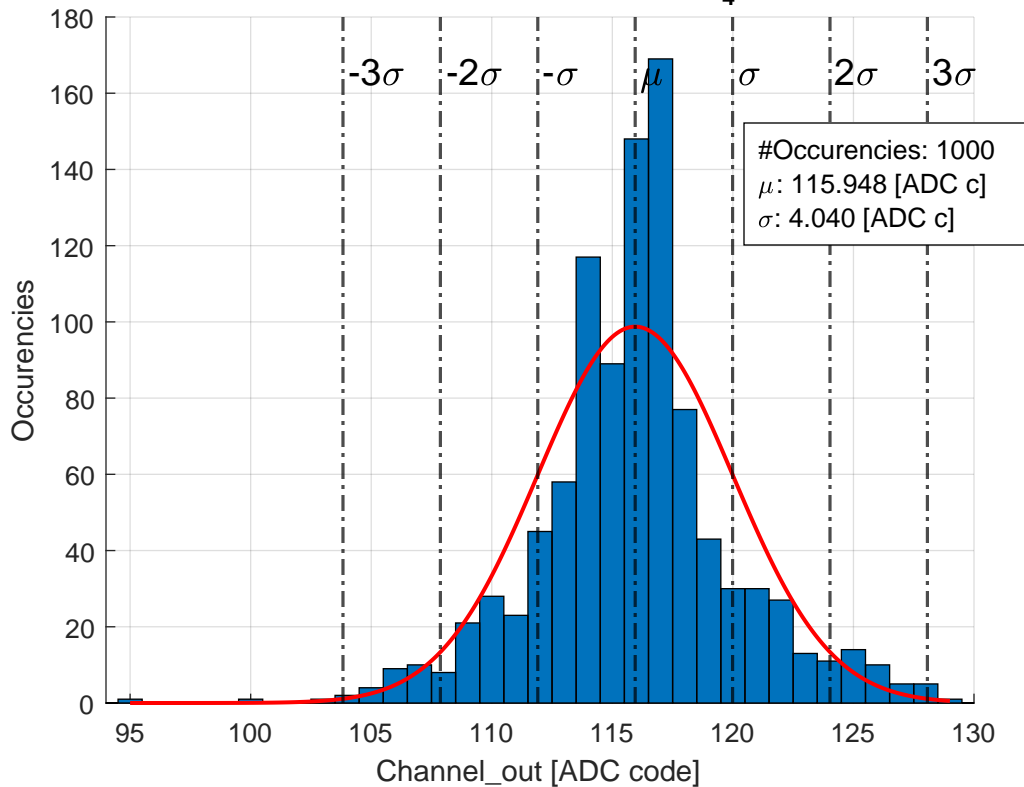 4
180
160
140
120
100
80
60
40
20
0
-3σ
-2σ
-σ
μ
σ
2σ
3σ
#Occurencies: 1000
μ: 115.948 [ADC c]
σ: 4.040 [ADC c]
Occurencies
95
100
105
110
115
120
125
130
Channel_out [ADC code]